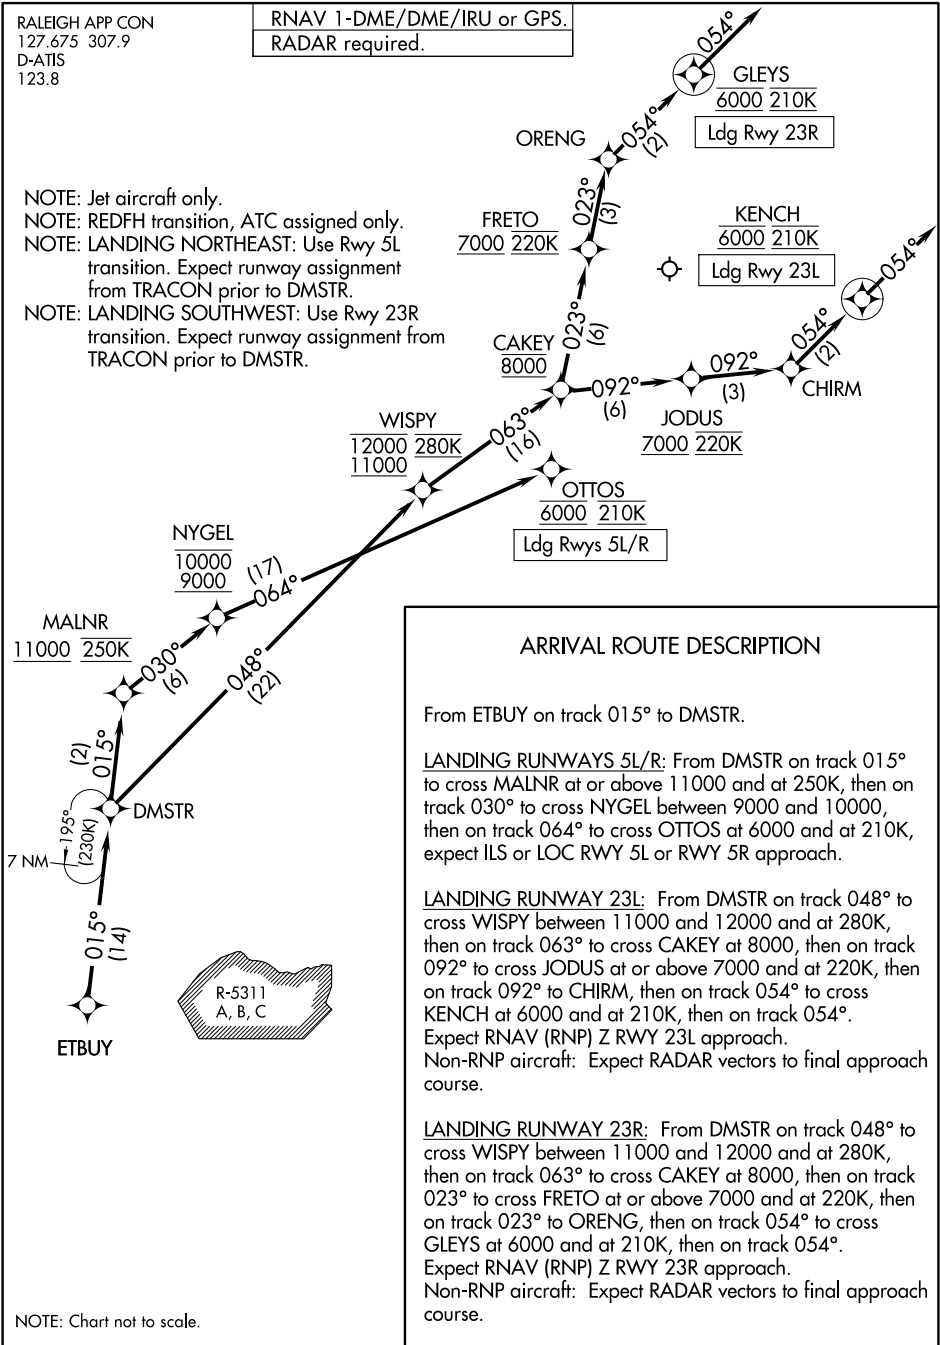 RALEIGH APP CON
127.675 307.9
D-ATIS
123.8
RNAV 1-DME/DME/IRU or GPS.
RADAR required.
NOTE: Jet aircraft only.
NOTE: REDFH transition, ATC assigned only.
NOTE: LANDING NORTHEAST: Use Rwy 5L
transition. Expect runway assignment
from TRACON prior to DMSTR.
NOTE: LANDING SOUTHWEST: Use Rwy 23R
transition. Expect runway assignment from
TRACON prior to DMSTR.
054°
GLEYS
6000 210K
Ldg Rwy 23R
ORENG
054°
(2)
023°
(3)
FRETO
7000 220K
KENCH
6000 210K
Ldg Rwy 23L
054°
023°
(6)
054°
(2)
CAKEY
8000
092°
(6)
092°
(3)
CHIRM
JODUS
7000 220K
WISPY
12000 280K
11000
063°
(16)
OTTOS
6000 210K
Ldg Rwys 5L/R
NYGEL
10000
9000
(17)
064°
MALNR
11000 250K
030°
(6)
048°
(22)
(2)
015°
DMSTR
195°
(230K)
7 NM
015°
(14)
R-5311
A, B, C
ETBUY
ARRIVAL ROUTE DESCRIPTION
From ETBUY on track 015° to DMSTR.
LANDING RUNWAYS 5L/R: From DMSTR on track 015°
to cross MALNR at or above 11000 and at 250K, then on
track 030° to cross NYGEL between 9000 and 10000,
then on track 064° to cross OTTOS at 6000 and at 210K,
expect ILS or LOC RWY 5L or RWY 5R approach.
LANDING RUNWAY 23L: From DMSTR on track 048° to
cross WISPY between 11000 and 12000 and at 280K,
then on track 063° to cross CAKEY at 8000, then on track
092° to cross JODUS at or above 7000 and at 220K, then
on track 092° to CHIRM, then on track 054° to cross
KENCH at 6000 and at 210K, then on track 054°.
Expect RNAV (RNP) Z RWY 23L approach.
Non-RNP aircraft: Expect RADAR vectors to final approach
course.
LANDING RUNWAY 23R: From DMSTR on track 048° to
cross WISPY between 11000 and 12000 and at 280K,
then on track 063° to cross CAKEY at 8000, then on track
023° to cross FRETO at or above 7000 and at 220K, then
on track 023° to ORENG, then on track 054° to cross
GLEYS at 6000 and at 210K, then on track 054°.
Expect RNAV (RNP) Z RWY 23R approach.
Non-RNP aircraft: Expect RADAR vectors to final approach
course.
NOTE: Chart not to scale.